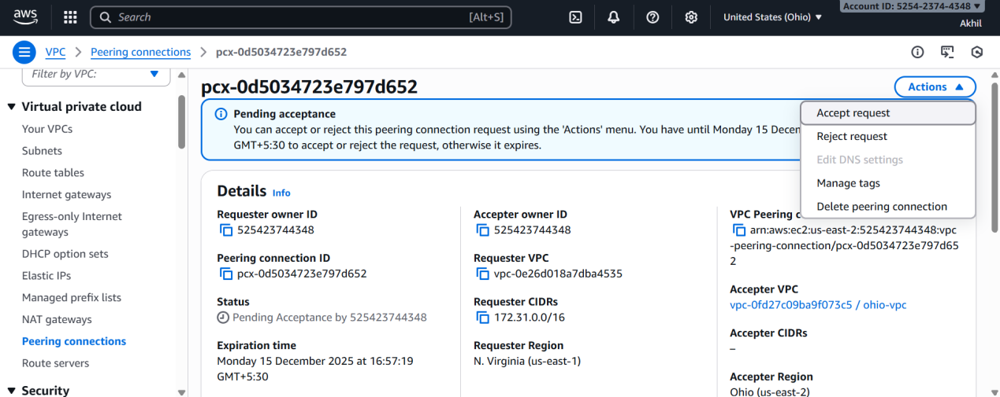 aws
Search [Alt+S]
United States (Ohio)
Account ID: 5254-2374-4348
Akhil
VPC > Peering connections > pcx-0d5034723e797d652
Filter by VPC:
Virtual private cloud
Your VPCs
Subnets
Route tables
Internet gateways
Egress-only Internet
gateways
DHCP option sets
Elastic IPs
Managed prefix lists
NAT gateways
Peering connections
Route servers
Security
pcx-0d5034723e797d652
Actions
Accept request
Reject request
Edit DNS settings
Manage tags
Delete peering connection
Pending acceptance
You can accept or reject this peering connection request using the 'Actions' menu. You have until Monday 15 Decem
GMT+5:30 to accept or reject the request, otherwise it expires.
Details Info
Requester owner ID
525423744348
Peering connection ID
pcx-0d5034723e797d652
Status
Pending Acceptance by 525423744348
Expiration time
Monday 15 December 2025 at 16:57:19
GMT+5:30
Accepter owner ID
525423744348
Requester VPC
vpc-0e26d018a7dba4535
Requester CIDRs
172.31.0.0/16
Requester Region
N. Virginia (us-east-1)
VPC Peering c
arn:aws:ec2:us-east-2:525423744348:vpc
-peering-connection/pcx-0d5034723e797d65
2
Accepter VPC
vpc-0fd27c09ba9f073c5 / ohio-vpc
Accepter CIDRs
–
Accepter Region
Ohio (us-east-2)